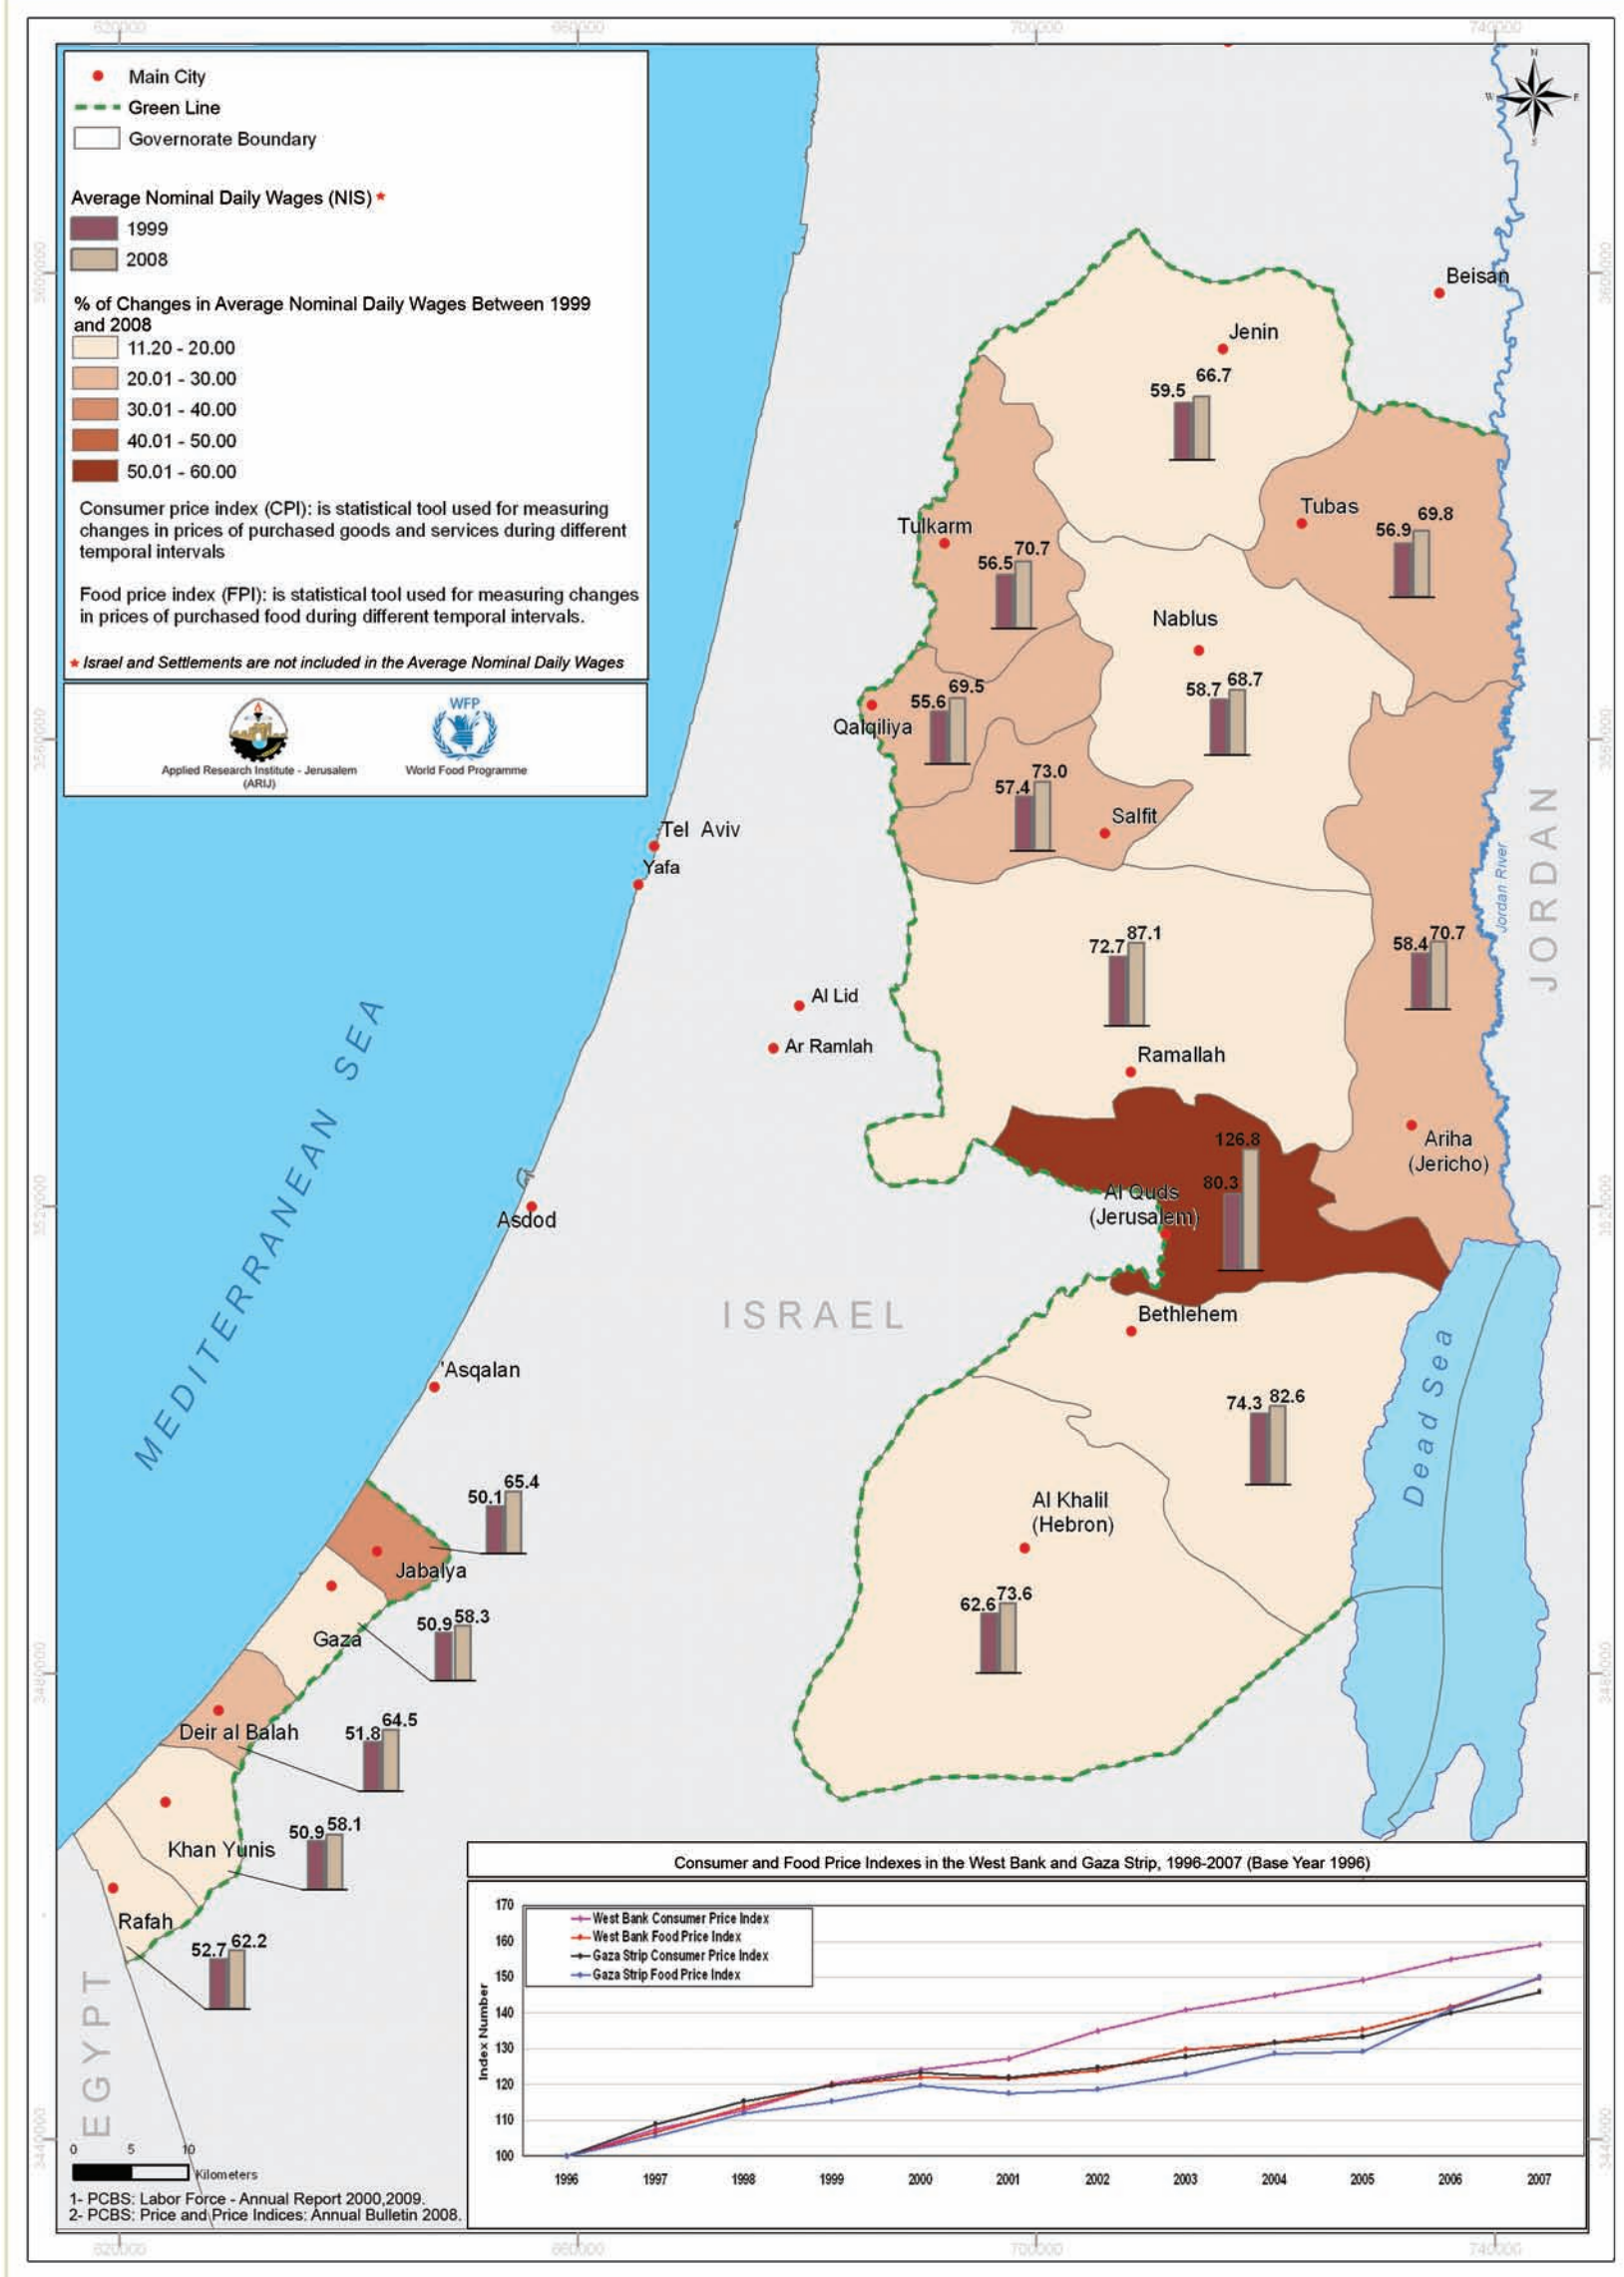 620000
660000
700000
740000
Main City
Green Line
Governorate Boundary
Average Nominal Daily Wages (NIS) *
1999
2008
% of Changes in Average Nominal Daily Wages Between 1999
and 2008
11.20 - 20.00
20.01 - 30.00
30.01 - 40.00
40.01 - 50.00
50.01 - 60.00
Consumer price index (CPI): is statistical tool used for measuring
changes in prices of purchased goods and services during different
temporal intervals
Food price index (FPI): is statistical tool used for measuring changes
in prices of purchased food during different temporal intervals.
* Israel and Settlements are not included in the Average Nominal Daily Wages
WFP
Applied Research Institute - Jerusalem
(ARIJ)
World Food Programme
N
W
E
S
3600000
3600000
Beisan
Jenin
59.5
66.7
Tubas
56.9
69.8
Tulkarm
56.5
70.7
Nablus
58.7
68.7
55.6
69.5
Qalqiliya
3560000
3560000
57.4
73.0
Salfit
Tel Aviv
Yafa
JORDAN
Jordan River
72.7
87.1
58.4
70.7
Al Lid
Ar Ramlah
Ramallah
MEDITERRANEAN SEA
126.8
80.3
Ariha
(Jericho)
Al Quds
(Jerusalem)
3520000
3520000
Asdod
ISRAEL
Bethlehem
'Asqalan
74.3
82.6
Dead Sea
50.1
65.4
Al Khalil
(Hebron)
Jabalya
62.6
73.6
50.9
58.3
Gaza
3480000
3480000
Deir al Balah
51.8
64.5
50.9
58.1
Khan Yunis
Rafah
52.7
62.2
EGYPT
Consumer and Food Price Indexes in the West Bank and Gaza Strip, 1996-2007 (Base Year 1996)
West Bank Consumer Price Index
West Bank Food Price Index
Gaza Strip Consumer Price Index
Gaza Strip Food Price Index
Index Number
170
160
150
140
130
120
110
100
1996
1997
1998
1999
2000
2001
2002
2003
2004
2005
2006
2007
3440000
3440000
0
5
10
Kilometers
1- PCBS: Labor Force - Annual Report 2000,2009.
2- PCBS: Price and Price Indices: Annual Bulletin 2008.
620000
660000
700000
740000